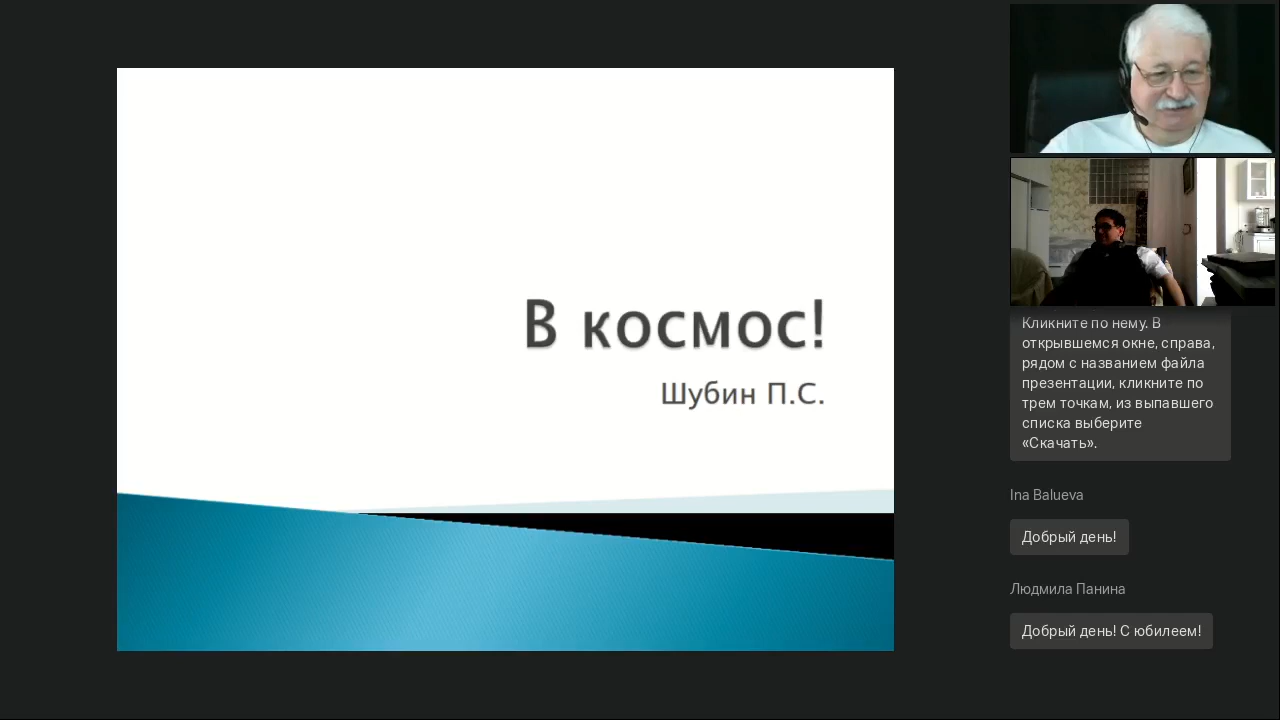 В космос!
Шубин П.С.
Кликните по нему. В
открывшемся окне, справа,
рядом с названием файла
презентации, кликните по
трем точкам, из выпавшего
списка выберите
«Скачать».
Ina Balueva
Добрый день!
Людмила Панина
Добрый день! С юбилеем!